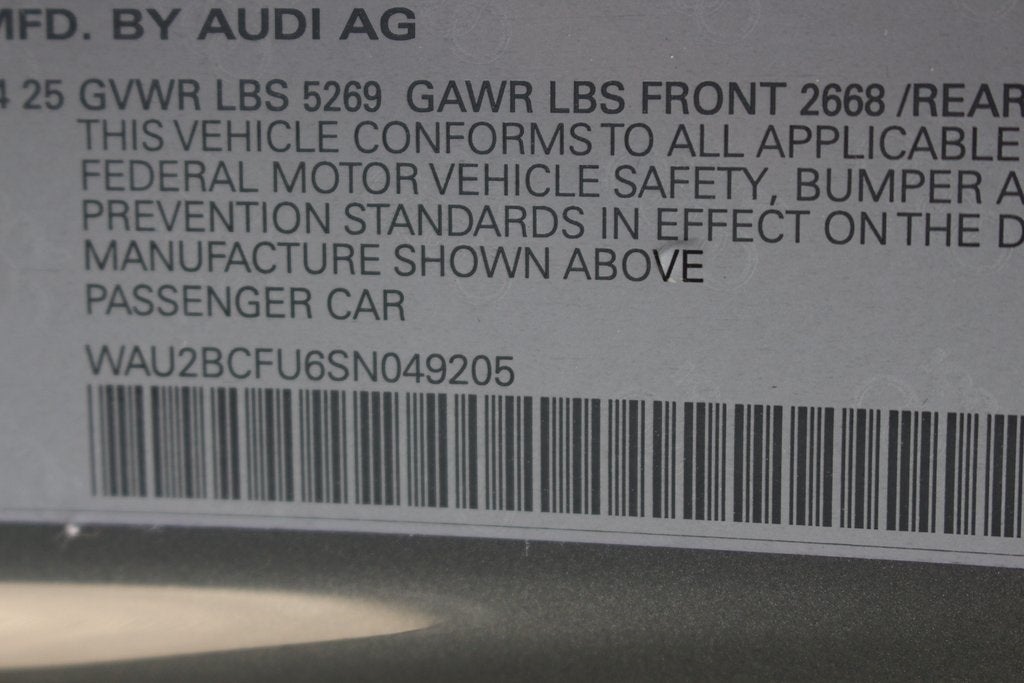 MFD. BY AUDI AG
4 25 GVWR LBS 5269 GAWR LBS FRONT 2668 /REAR
THIS VEHICLE CONFORMS TO ALL APPLICABLE
FEDERAL MOTOR VEHICLE SAFETY, BUMPER A
PREVENTION STANDARDS IN EFFECT ON THE D
MANUFACTURE SHOWN ABOVE
PASSENGER CAR
WAU2BCFU6SN049205